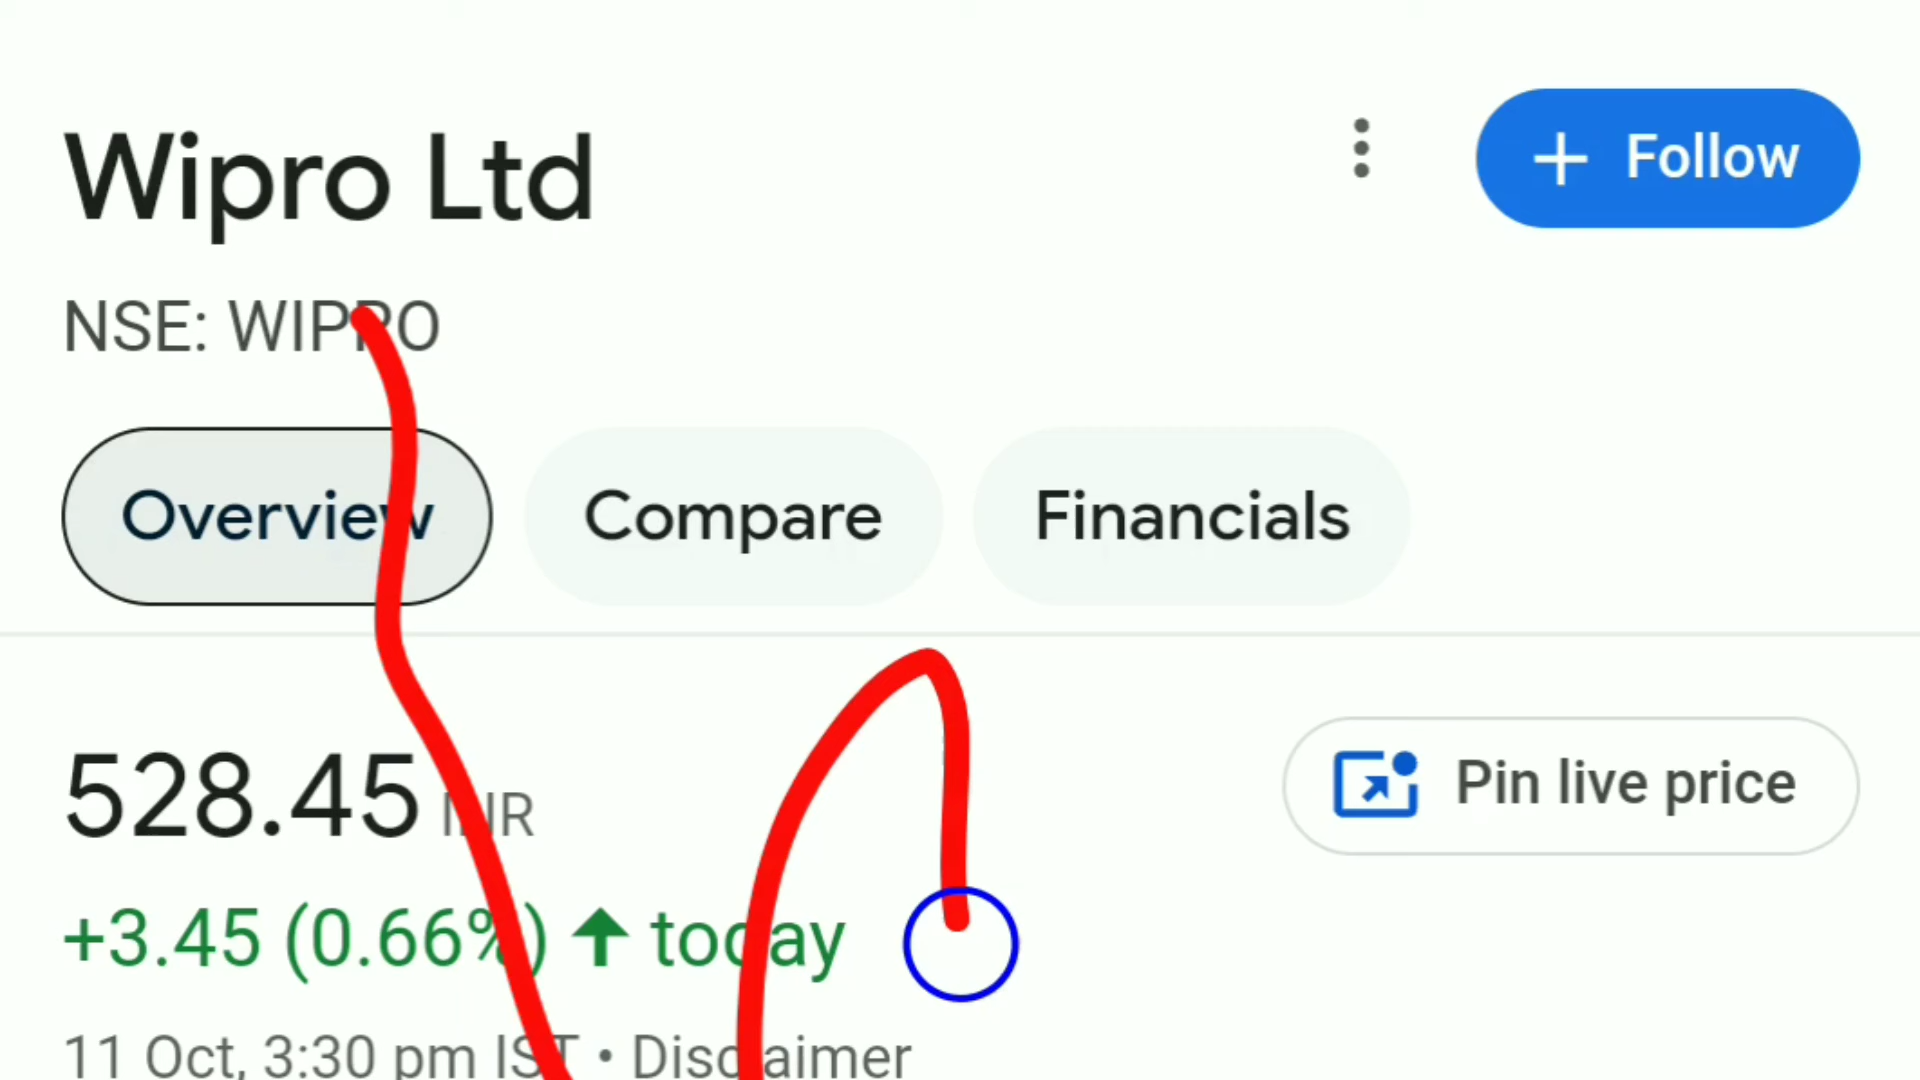 Wipro Ltd
+ Follow
NSE: WIPRO
Overview
Compare
Financials
528.45 INR
Pin live price
+3.45 (0.66%) ↑ today
11 Oct, 3:30 pm IST • Disclaimer